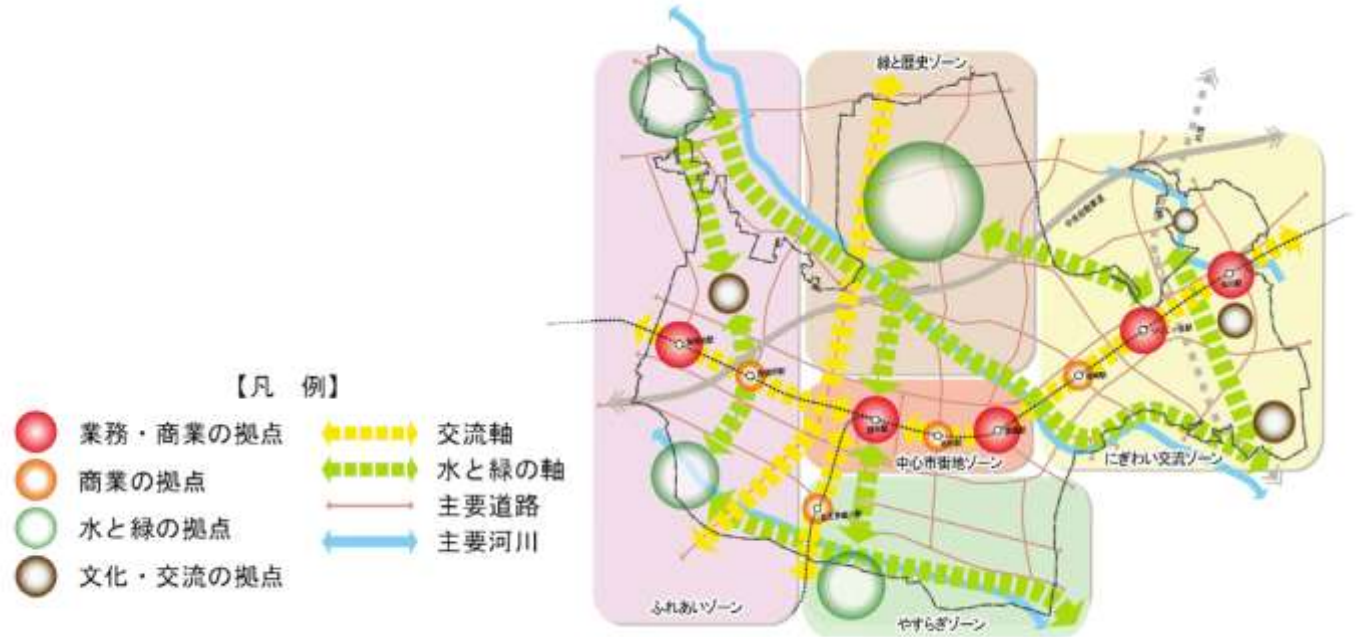 緑と歴史ゾーン
【凡 例】
業務・商業の拠点
商業の拠点
水と緑の拠点
文化・交流の拠点
交流軸
水と緑の軸
主要道路
主要河川
中心市街地ゾーン
にぎわい交流ゾーン
ふれあいゾーン
やすらぎゾーン